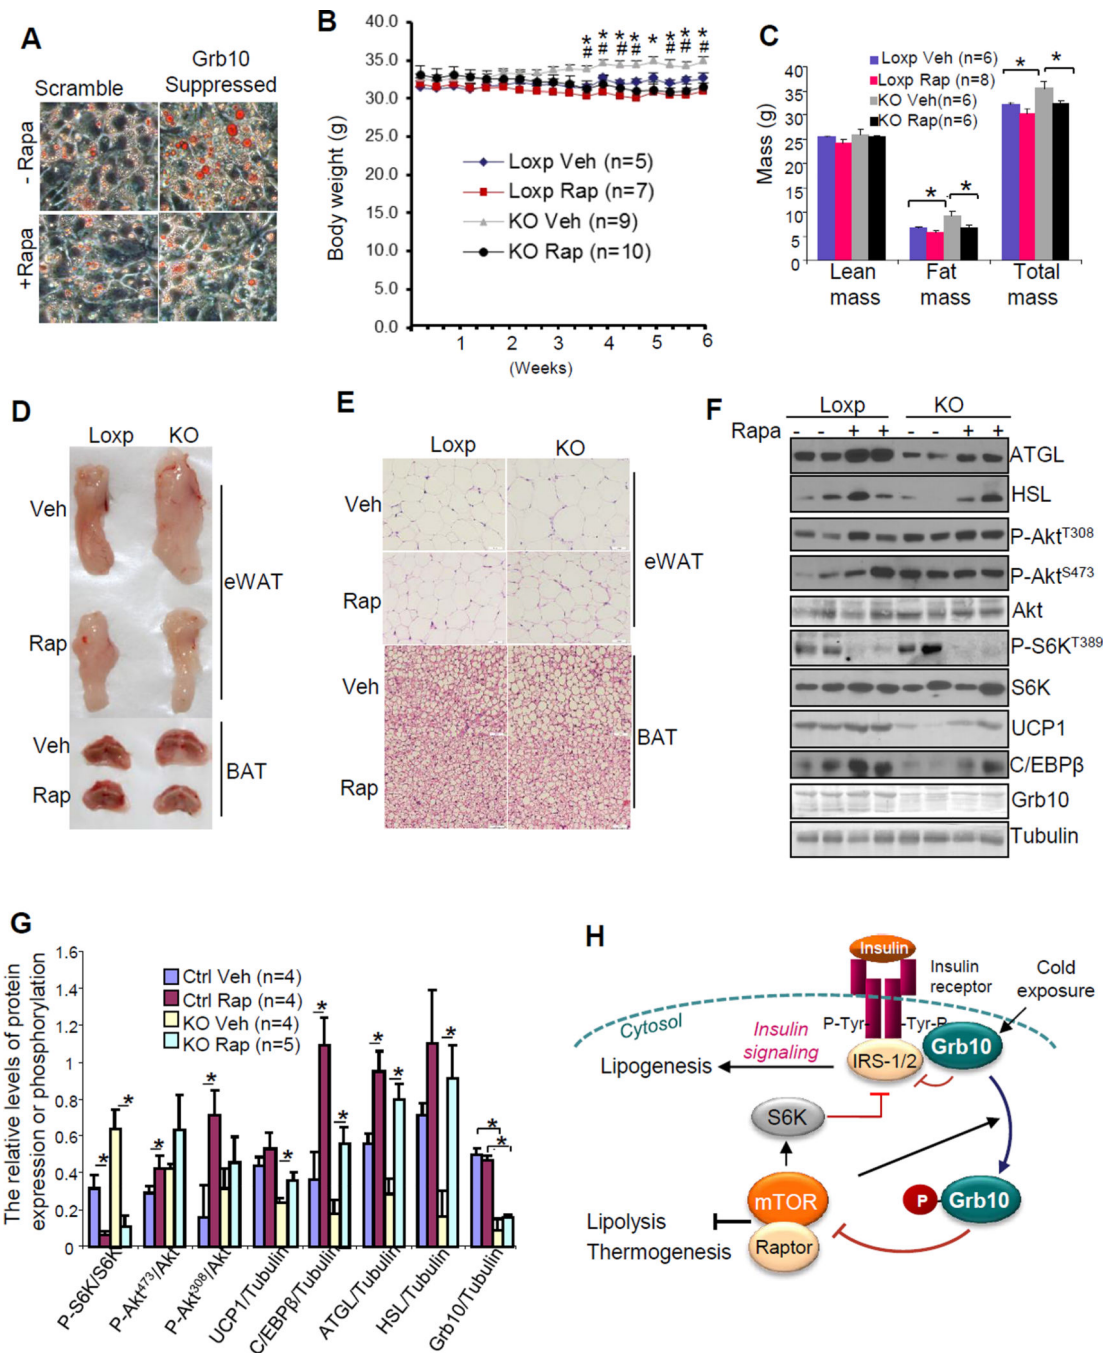 A
Grb10
Suppressed
Scramble
- Rapa
+Rapa
B
Body weight (g)
40.0
35.0
30.0
25.0
20.0
15.0
10.0
5.0
0.0
* * * * * * * *
# # # # # # #
Loxp Veh (n=5)
Loxp Rap (n=7)
KO Veh (n=9)
KO Rap (n=10)
1 2 3 4 5 6
(Weeks)
C
Loxp Veh (n=6)
Loxp Rap (n=8)
KO Veh(n=6)
KO Rap(n=6)
Mass (g)
40
35
30
25
20
15
10
5
0
* *
* *
Lean mass
Fat mass
Total mass
D
Loxp KO
Veh
Rap
eWAT
Veh
Rap
BAT
E
Loxp KO
Veh
Rap
eWAT
Veh
Rap
BAT
F
Loxp KO
Rapa - - + + - - + +
ATGL
HSL
P-Akt^T308
P-Akt^S473
Akt
P-S6K^T389
S6K
UCP1
C/EBPβ
Grb10
Tubulin
G
The relative levels of protein
expression or phosphorylation
1.6
1.4
1.2
1
0.8
0.6
0.4
0.2
0
Ctrl Veh (n=4)
Ctrl Rap (n=4)
KO Veh (n=4)
KO Rap (n=5)
* * * * * * * * * * * *
P-S6K/S6K
P-Akt^473/Akt
P-Akt^308/Akt
UCP1/Tubulin
C/EBPβ/Tubulin
ATGL/Tubulin
HSL/Tubulin
Grb10/Tubulin
H
Insulin
Insulin
receptor
Cold
exposure
Cytosol
P-Tyr-
-Tyr-P
Insulin
signaling
Lipogenesis
IRS-1/2
Grb10
S6K
mTOR
Raptor
P
Grb10
Lipolysis
Thermogenesis